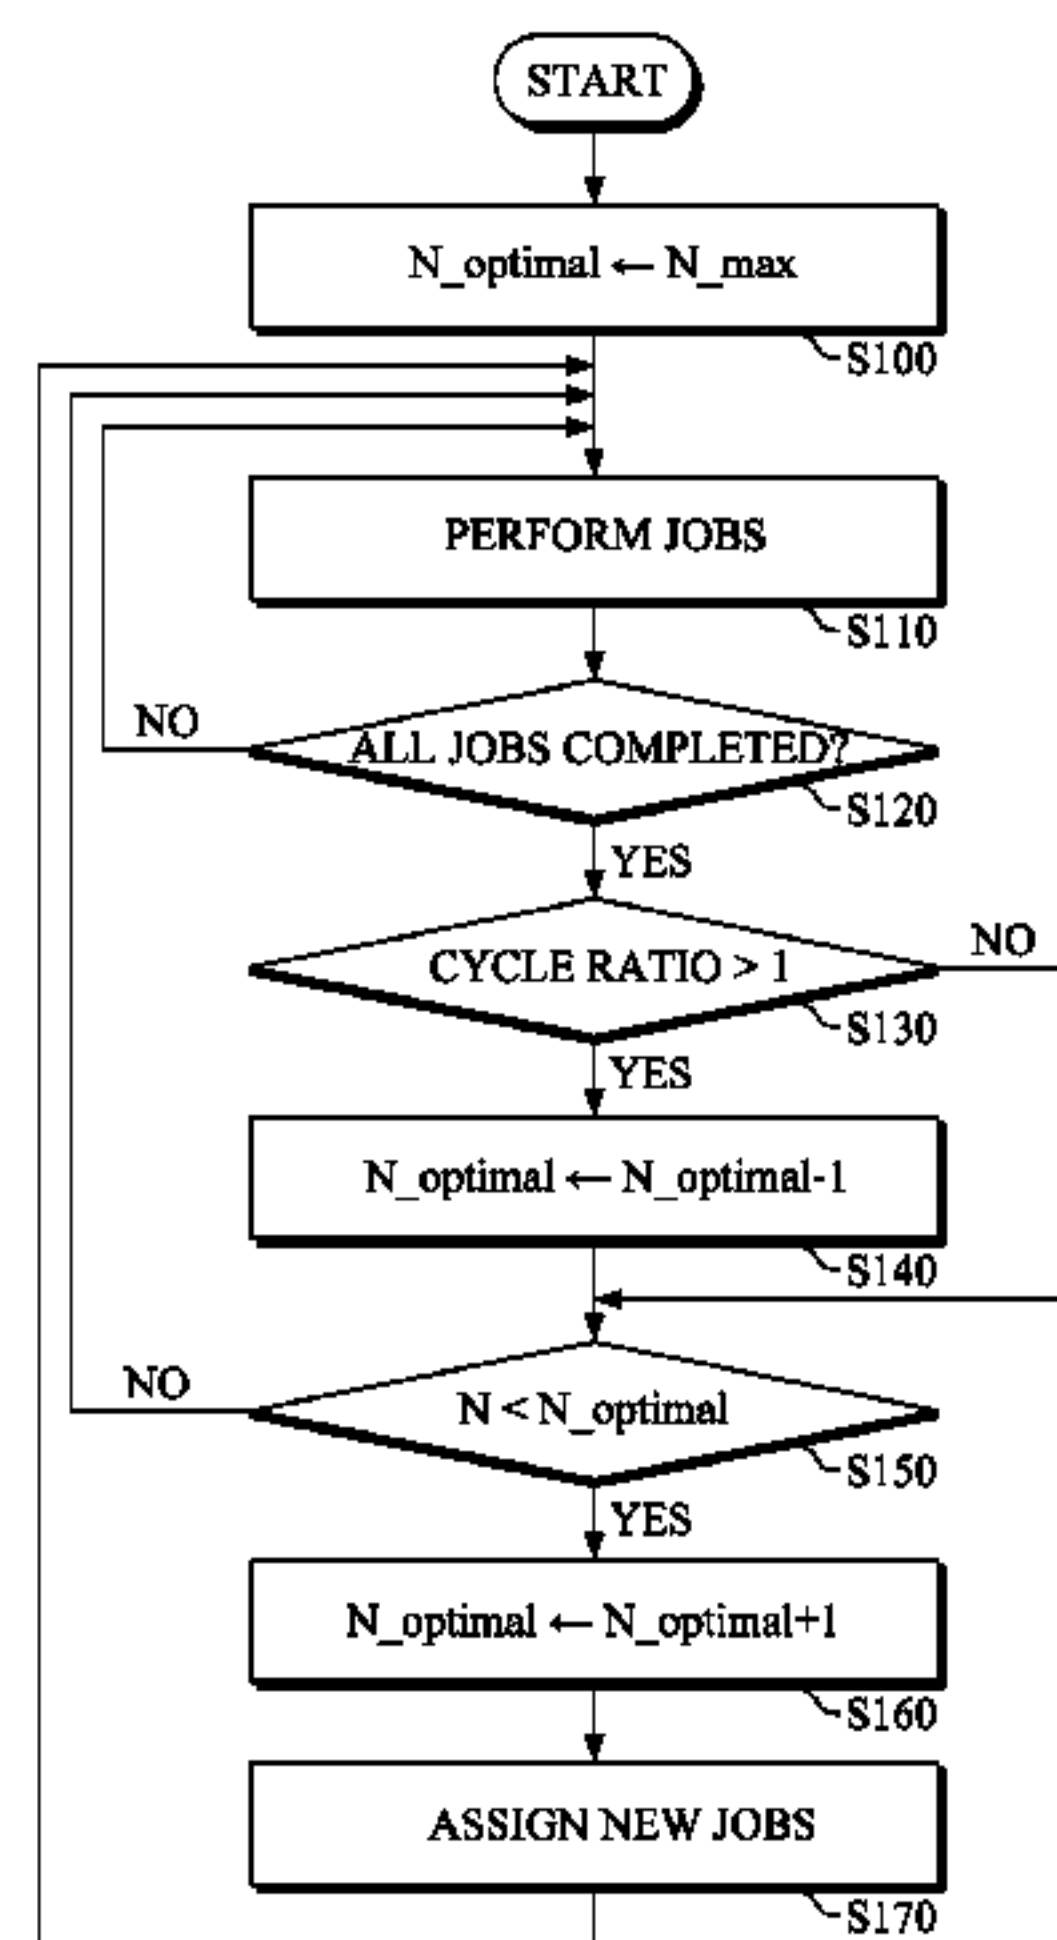 START
N_optimal ← N_max
S100
PERFORM JOBS
S110
NO
ALL JOBS COMPLETED?
S120
YES
NO
CYCLE RATIO > 1
S130
YES
N_optimal ← N_optimal-1
S140
NO
N < N_optimal
S150
YES
N_optimal ← N_optimal+1
S160
ASSIGN NEW JOBS
S170